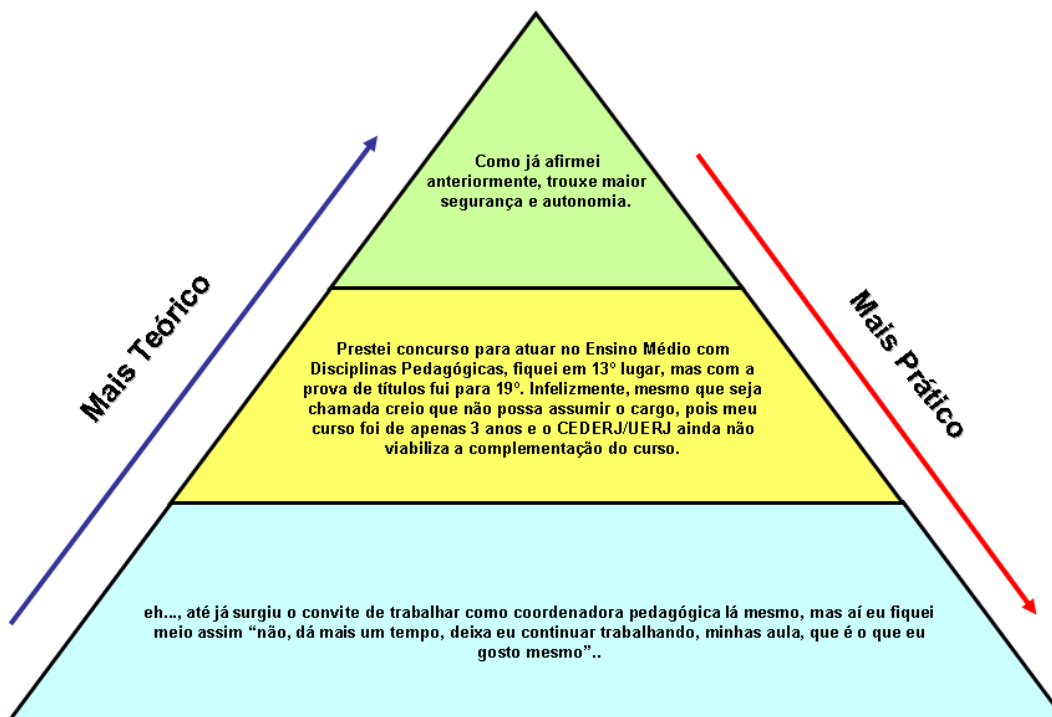 Como já afirmei
anteriormente, trouxe maior
segurança e autonomia.
Mais Teórico
Mais Prático
Prestei concurso para atuar no Ensino Médio com
Disciplinas Pedagógicas, fiquei em 13º lugar, mas com a
prova de títulos fui para 19º. Infelizmente, mesmo que seja
chamada creio que não possa assumir o cargo, pois meu
curso foi de apenas 3 anos e o CEDERJ/UERJ ainda não
viabiliza a complementação do curso.
eh..., até já surgiu o convite de trabalhar como coordenadora pedagógica lá mesmo, mas aí eu fiquei
meio assim “não, dá mais um tempo, deixa eu continuar trabalhando, minhas aula, que é o que eu
gosto mesmo”..